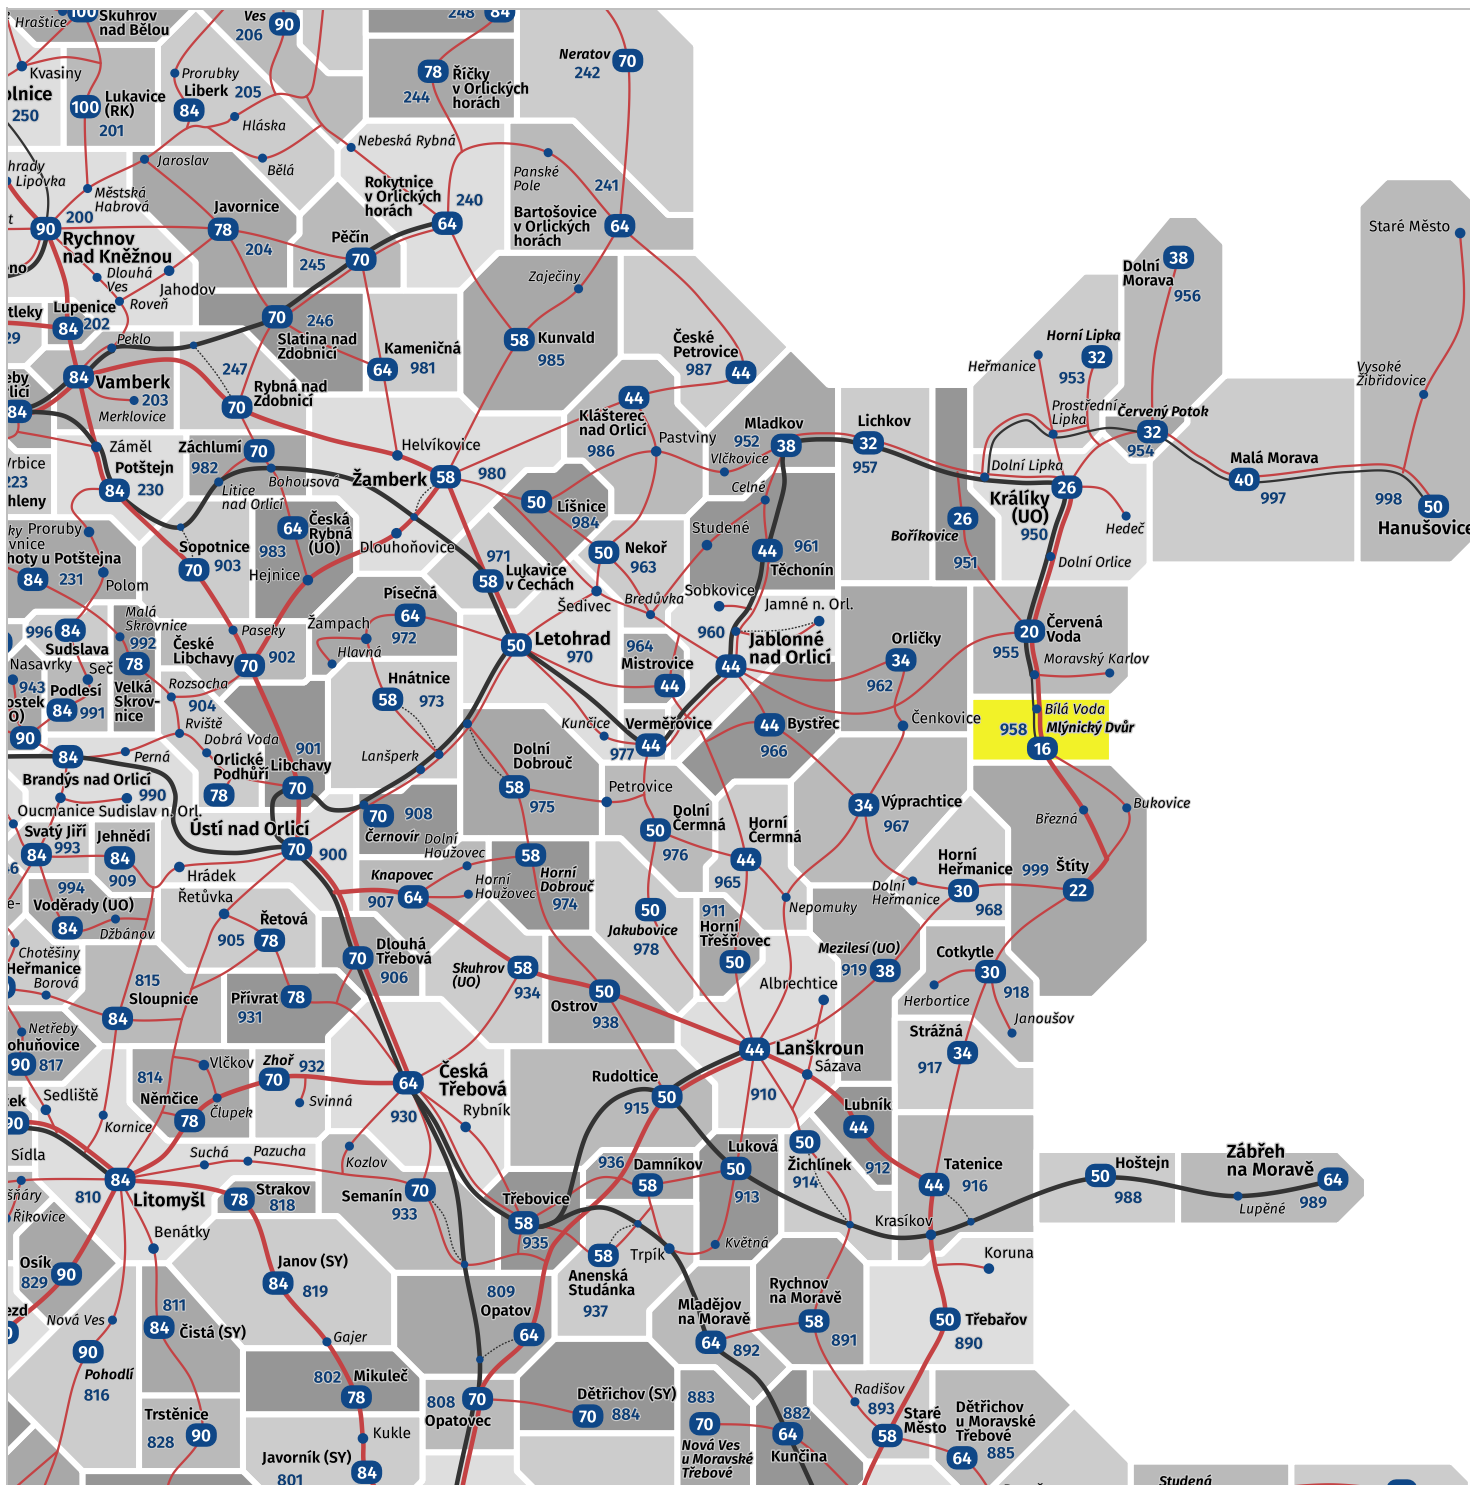 100
Skuhrov
nad Bělou
Hraštice
Ves
206
90
248
84
Neratov
242
70
Kvasiny
Prorubky
Liberk
205
84
78
Říčky
v Orlických
horách
244
olnice
250
100
Lukavice
(RK)
201
Hláska
Nebeská Rybná
Panské
Pole
241
hrady
Lipovka
Jaroslav
Bělá
Městská
Habrová
Rokytnice
v Orlických
horách
240
64
Bartošovice
v Orlických
horách
64
200
90
Rychnov
nad Kněžnou
Javornice
78
204
Pěčín
245
70
Staré Město
Dolní
Morava
38
956
Dlouhá
Ves
Roveň
Jahodov
Zaječiny
tleky
29
Lupenice
84
202
Peklo
70
246
Slatina nad
Zdobnicí
Kameničná
64
981
58
Kunvald
985
České
Petrovice
987
44
Horní Lipka
32
953
Heřmanice
Vysoké
Žibřidovice
84
Vamberk
203
Merklovice
247
Rybná nad
Zdobnicí
70
84
44
Klášterec
nad Orlicí
986
Pastviny
Mladkov
952
38
Vlčkovice
Lichkov
32
957
Prostřední
Lipka
Červený Potok
32
954
Malá Morava
40
997
998
50
Hanušovice
Záměl
Záchlumí
70
982
Helvíkovice
Žamberk
58
980
Potštejn
84
230
Litice
nad Orlicí
Bohousová
50
Líšnice
984
Celné
Dolní Lipka
Králíky
(UO)
26
950
Hedeč
Vrbice
223
hleny
Proruby
hoty u Potštejna
84
231
Polom
Sopotnice
903
70
64
Česká
Rybná
(UO)
983
Hejnice
Dlouhoňovice
971
58
Lukavice
v Čechách
Nekoř
50
963
Studené
44
961
Těchonín
26
Boříkovice
951
Dolní Orlice
996
84
Sudslava
Malá
Skrovnice
992
78
Velká
Skrov-
nice
Paseky
České
Libchavy
902
70
Písečná
64
972
Žampach
Hlavná
50
Letohrad
970
Šedivec
Bredůvka
Sobkovice
Jamné n. Orl.
960
Jablonné
nad Orlicí
44
964
Mistrovice
44
Orličky
34
962
20
Červená
Voda
955
Moravský Karlov
Nasavrky
943
Seč
Podlesí
84
991
90
Rozsocha
904
Hnátnice
58
973
Čenkovice
Bílá Voda
958
Mlýnický Dvůr
16
Rviště
Dobrá Voda
901
Libchavy
70
Lanšperk
Kunčice
977
Verměřovice
44
44
Bystřec
966
84
Perná
Brandýs nad Orlicí
990
Orlické
Podhůří
78
Dolní
Dobrouč
58
975
Petrovice
Oucmanice
Sudislav n. Orl.
Svatý Jiří
84
993
Jehnědí
84
909
Ústí nad Orlicí
70
900
70
Černovír
908
Dolní
Houžovec
50
Dolní
Čermná
976
Horní
Čermná
44
965
34
Výprachtice
967
Březná
Bukovice
Hrádek
Řetůvka
Knapovec
907
64
Horní
Houžovec
58
Horní
Dobrouč
974
Nepomuky
Dolní
Heřmanice
Horní
Heřmanice
30
968
999
Štíty
22
994
Voděrady (UO)
84
Džbánov
Řetová
78
905
50
Jakubovice
978
911
Horní
Třešňovec
50
Mezilesí (UO)
919
38
Cotkytle
30
918
Herbortice
Janoušov
Chotěšiny
Heřmanice
Borová
815
Sloupnice
84
Přívrat
78
931
Dlouhá
Třebová
70
906
Skuhrov
(UO)
58
934
50
Ostrov
938
Albrechtice
Netřeby
ohuňovice
90
817
Vlčkov
Zhoř
932
70
Svinná
Česká
Třebová
64
930
Rybník
44
Lanškroun
910
Sázava
Strážná
34
917
814
Němčice
Člupek
78
Sedliště
Kornice
90
Sídla
Rudoltice
915
50
Lubník
44
912
Suchá
Pazucha
Kozlov
Litomyšl
84
810
78
Strakov
818
Semanín
70
933
936
Damníkov
58
Luková
50
913
50
Žichlínek
914
Tatenice
44
916
50
Hoštejn
988
Zábřeh
na Moravě
64
989
Lupěné
Řikovice
Benátky
Třebovice
58
935
Krasíkov
Květná
Trpík
58
Anenská
Studánka
937
Koruna
Osík
829
90
Janov (SY)
84
819
809
Opatov
64
Rychnov
na Moravě
58
891
50
Třebařov
890
Nová Ves
811
84
Čistá (SY)
Gajer
Mladějov
na Moravě
64
892
90
Pohodlí
816
802
Mikuleč
78
808
70
Opatovec
Dětřichov (SY)
70
884
883
70
Nová Ves
u Moravské
Třebové
882
64
Kunčina
Radišov
893
Staré
Město
58
Dětřichov
u Moravské
Třebové
64
885
Trstěnice
828
90
Kukle
Javorník (SY)
801
84
Studená